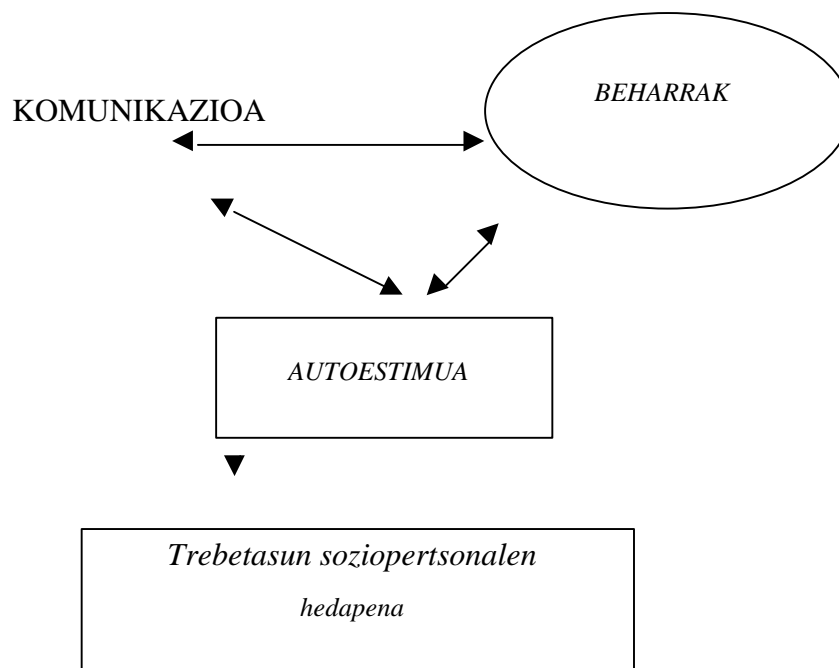 BEHARRAK
KOMUNIKAZIOA
AUTOESTIMUA
Trebetasun soziopertsonalen
hedapena